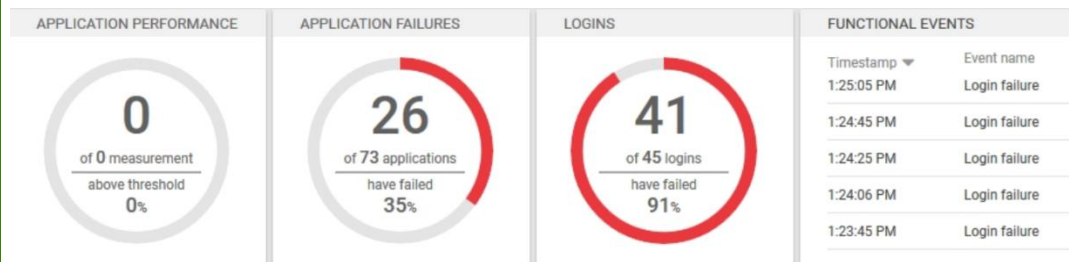 APPLICATION PERFORMANCE
0
of 0 measurement
above threshold
0%
APPLICATION FAILURES
26
of 73 applications
have failed
35%
LOGINS
41
of 45 logins
have failed
91%
FUNCTIONAL EVENTS
Timestamp Event name
1:25:05 PM Login failure
1:24:45 PM Login failure
1:24:25 PM Login failure
1:24:06 PM Login failure
1:23:45 PM Login failure